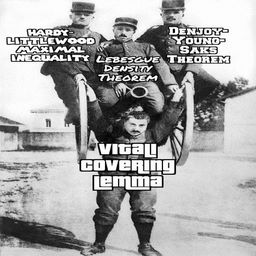 Hardy-
Littlewood
Maximal
Inequality
Lebesgue
Density
Theorem
Denjoy-
Young-
Saks
Theorem
Vitali
Covering
Lemma